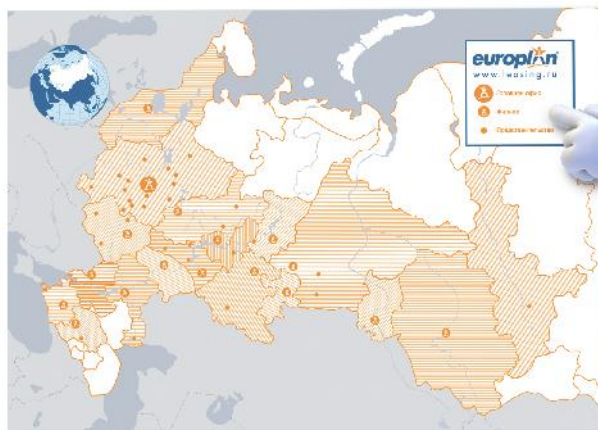 europlan
www.leasing.ru
Головной офис
Филиал
Представительство